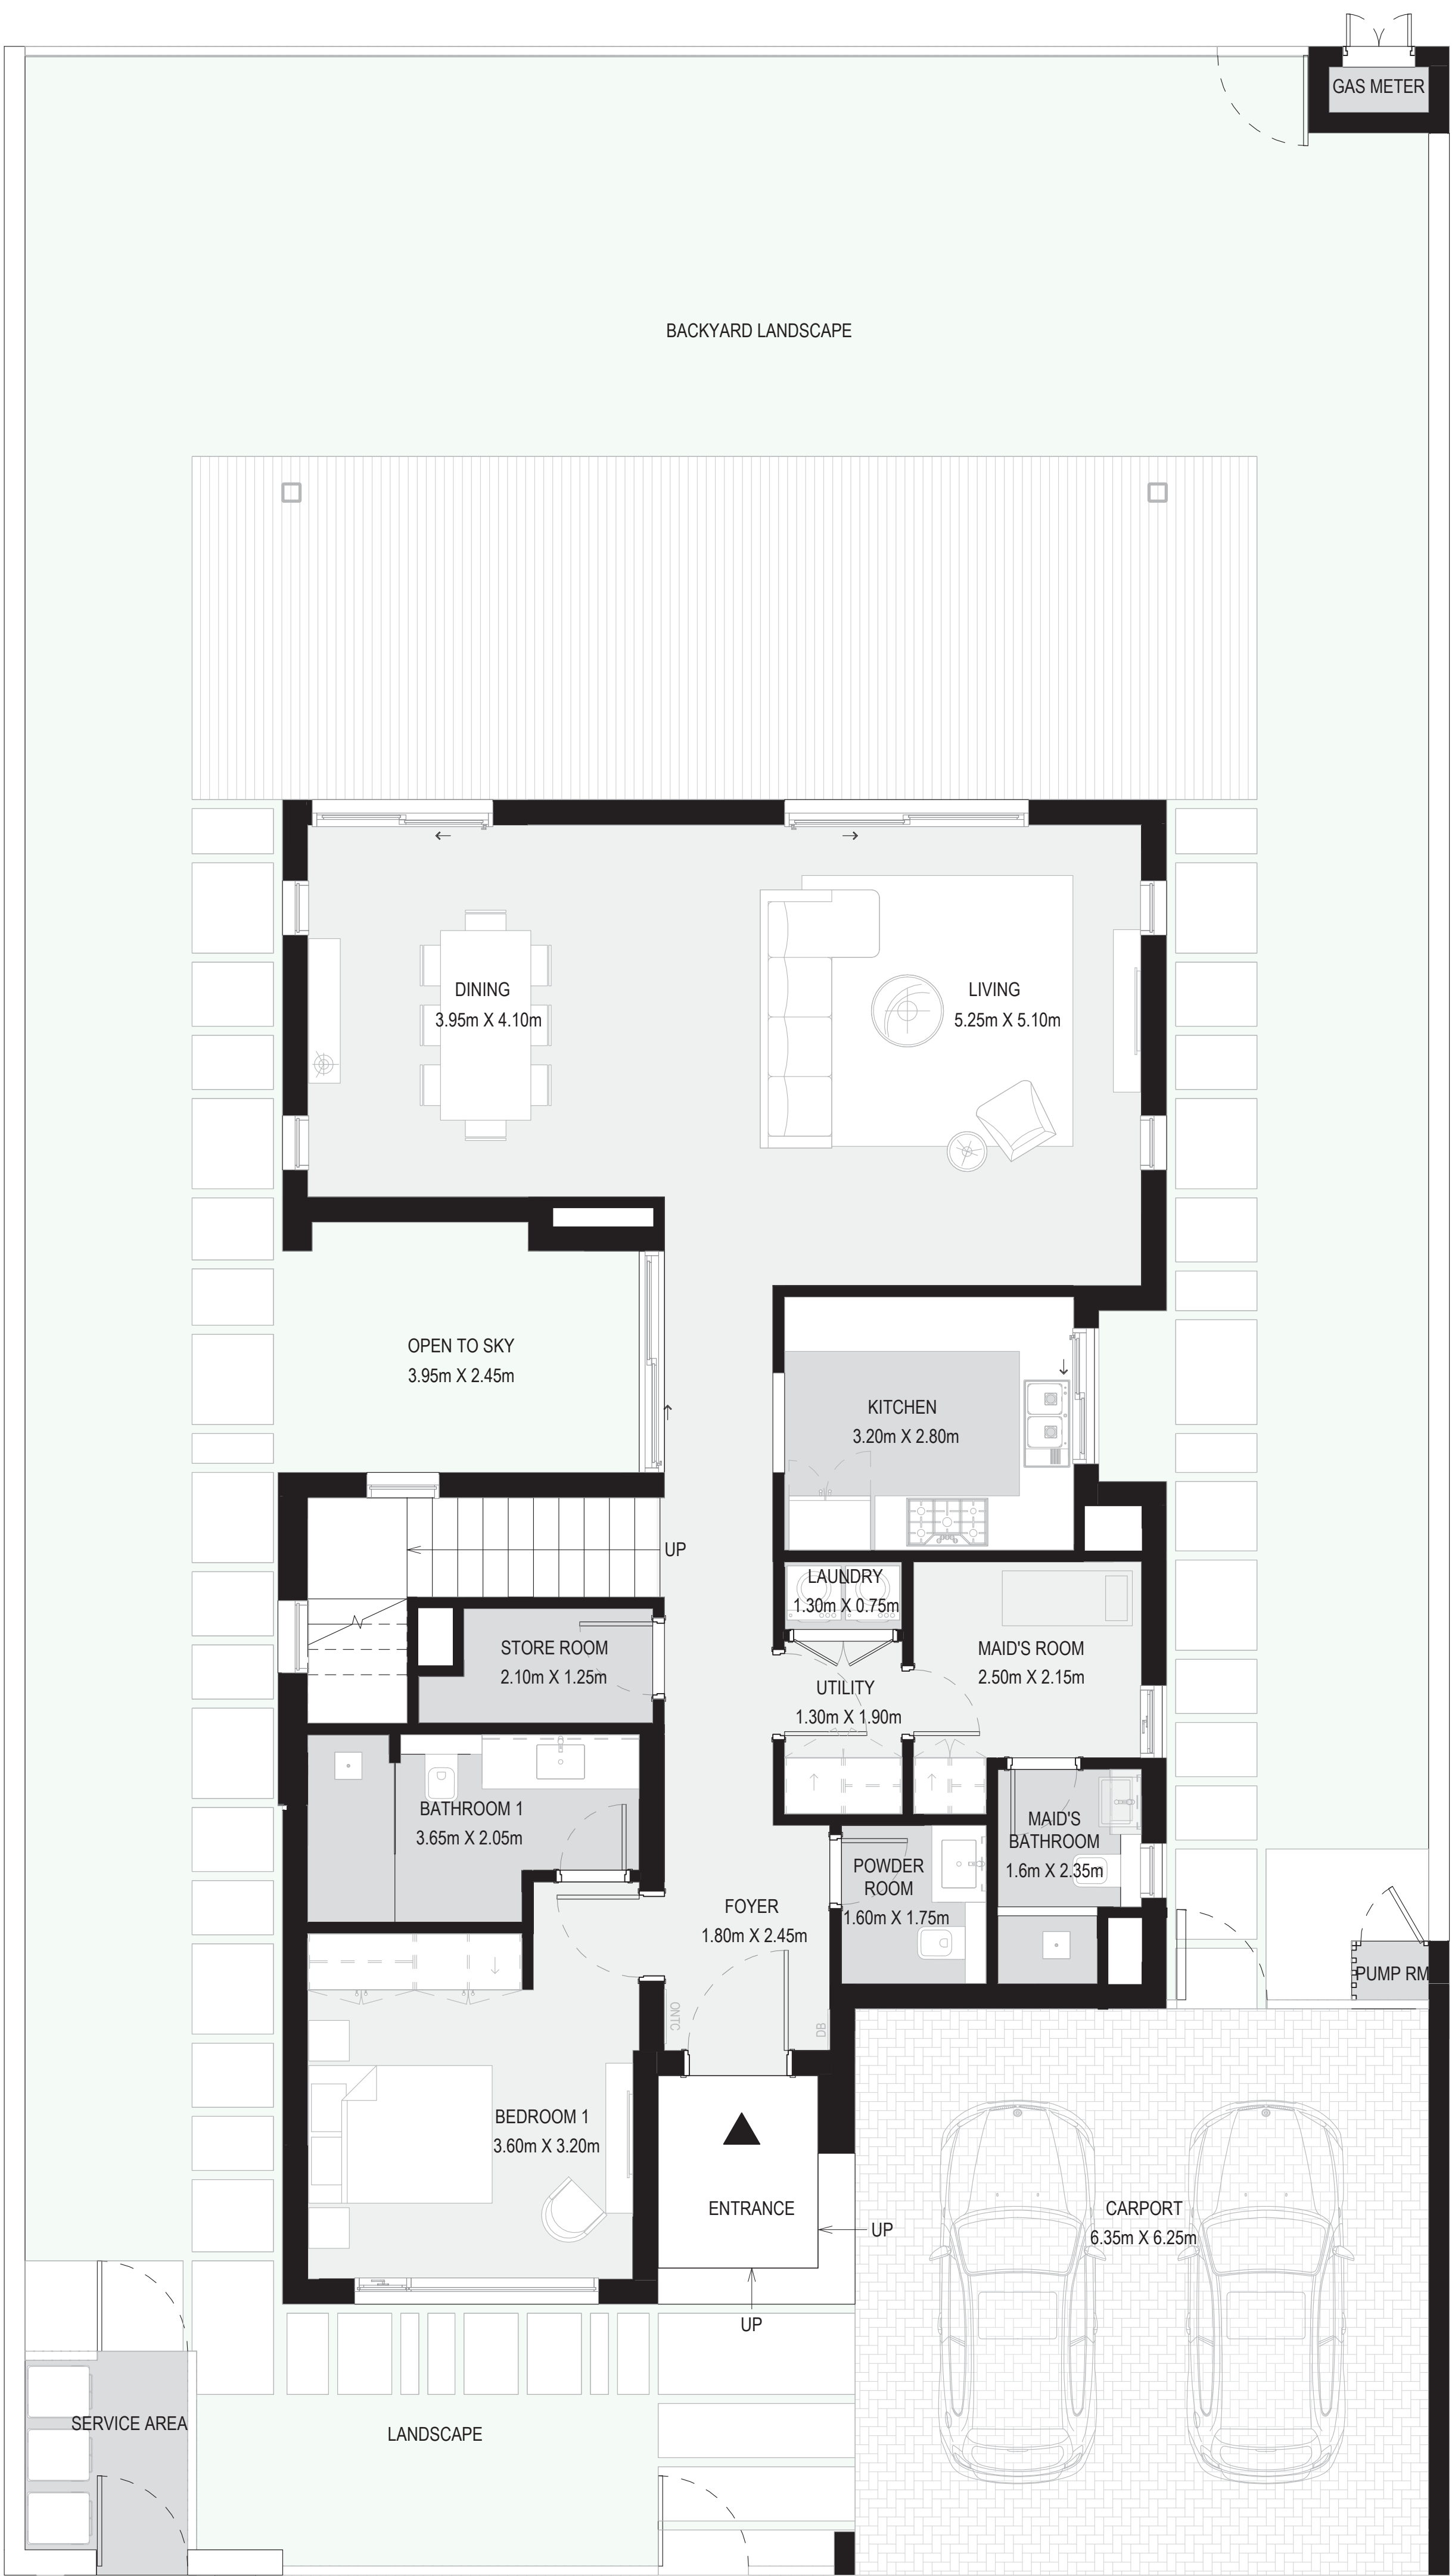 GAS METER
BACKYARD LANDSCAPE
DINING
3.95m X 4.10m
LIVING
5.25m X 5.10m
OPEN TO SKY
3.95m X 2.45m
KITCHEN
3.20m X 2.80m
UP
LAUNDRY
1.30m X 0.75m
STORE ROOM
2.10m X 1.25m
MAID'S ROOM
2.50m X 2.15m
UTILITY
1.30m X 1.90m
BATHROOM 1
3.65m X 2.05m
MAID'S
BATHROOM
1.6m X 2.35m
POWDER
ROOM
1.60m X 1.75m
FOYER
1.80m X 2.45m
PUMP RM
ONTC
DB
BEDROOM 1
3.60m X 3.20m
ENTRANCE
CARPORT
6.35m X 6.25m
UP
UP
SERVICE AREA
LANDSCAPE